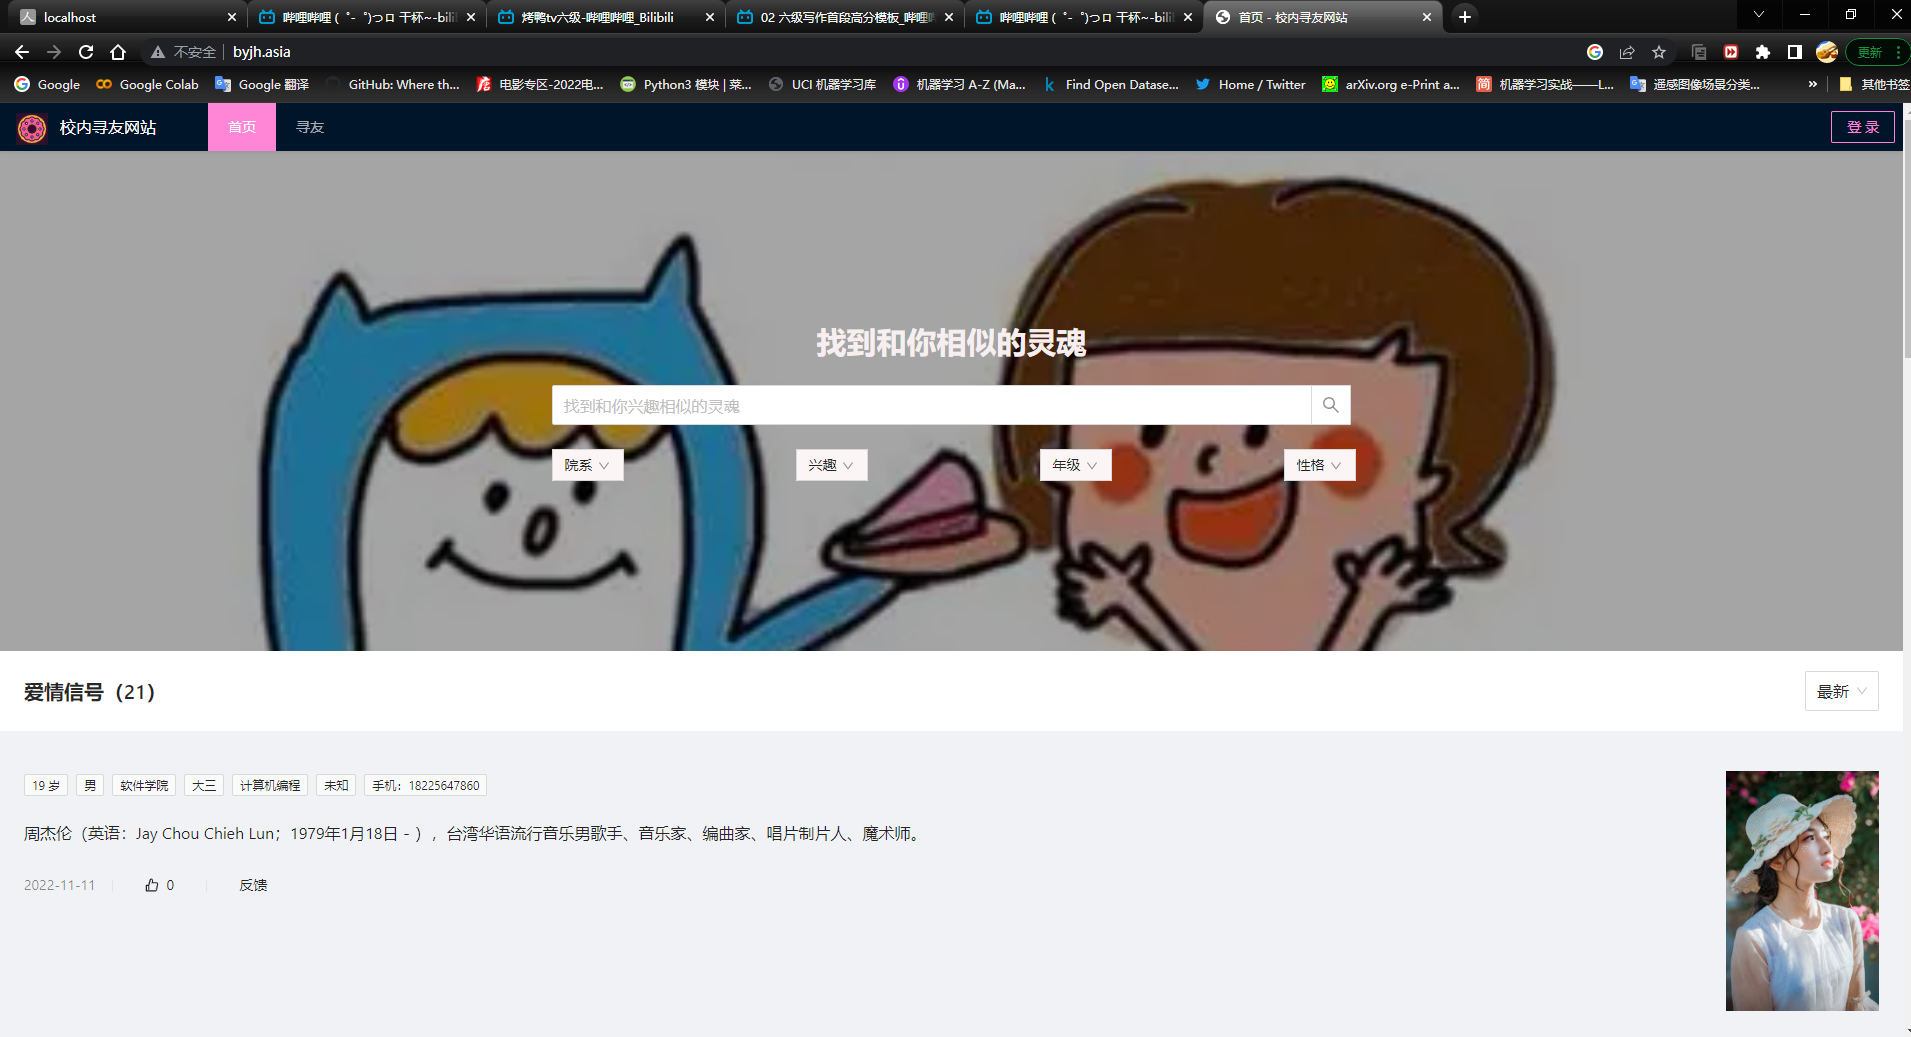 localhost
哔哩哔哩 ( ゜- ゜)つロ 干杯~-bili
烤鸭tv六级-哔哩哔哩_Bilibili
02 六级写作首段高分模板_哔哩
哔哩哔哩 ( ゜- ゜)つロ 干杯~-bili
首页 - 校内寻友网站
不安全 byjh.asia
更新
Google
Google Colab
Google 翻译
GitHub: Where th...
电影专区-2022电...
Python3 模块 | 菜...
UCI 机器学习库
机器学习 A-Z (Ma...
Find Open Datase...
Home / Twitter
arXiv.org e-Print a...
机器学习实战——L...
遥感图像场景分类...
»
其他书签
校内寻友网站
首页
寻友
登 录
找到和你相似的灵魂
找到和你兴趣相似的灵魂
院系
兴趣
年级
性格
爱情信号（21）
最新
19 岁 男 软件学院 大三 计算机编程 未知 手机：18225647860
周杰伦（英语：Jay Chou Chieh Lun；1979年1月18日 - ），台湾华语流行音乐男歌手、音乐家、编曲家、唱片制片人、魔术师。
2022-11-11 0 反馈